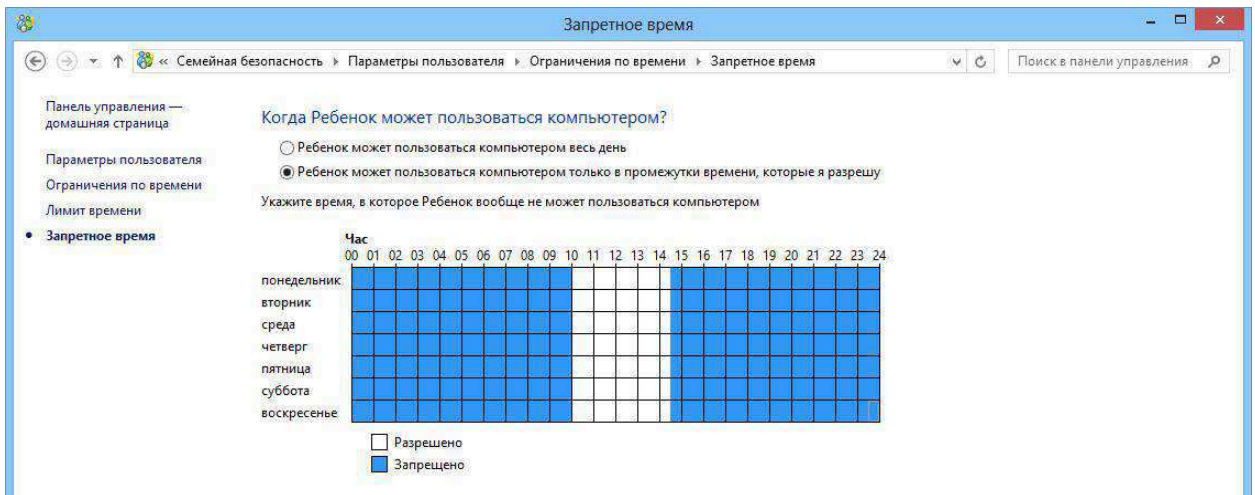 Запретное время
« Семейная безопасность Параметры пользователя Ограничения по времени Запретное время
Поиск в панели управления
Панель управления —
домашняя страница
Параметры пользователя
Ограничения по времени
Лимит времени
Запретное время
Когда Ребенок может пользоваться компьютером?
Ребенок может пользоваться компьютером весь день
Ребенок может пользоваться компьютером только в промежутки времени, которые я разрешу
Укажите время, в которое Ребенок вообще не может пользоваться компьютером
Час
00 01 02 03 04 05 06 07 08 09 10 11 12 13 14 15 16 17 18 19 20 21 22 23 24
понедельник
вторник
среда
четверг
пятница
суббота
воскресенье
Разрешено
Запрещено